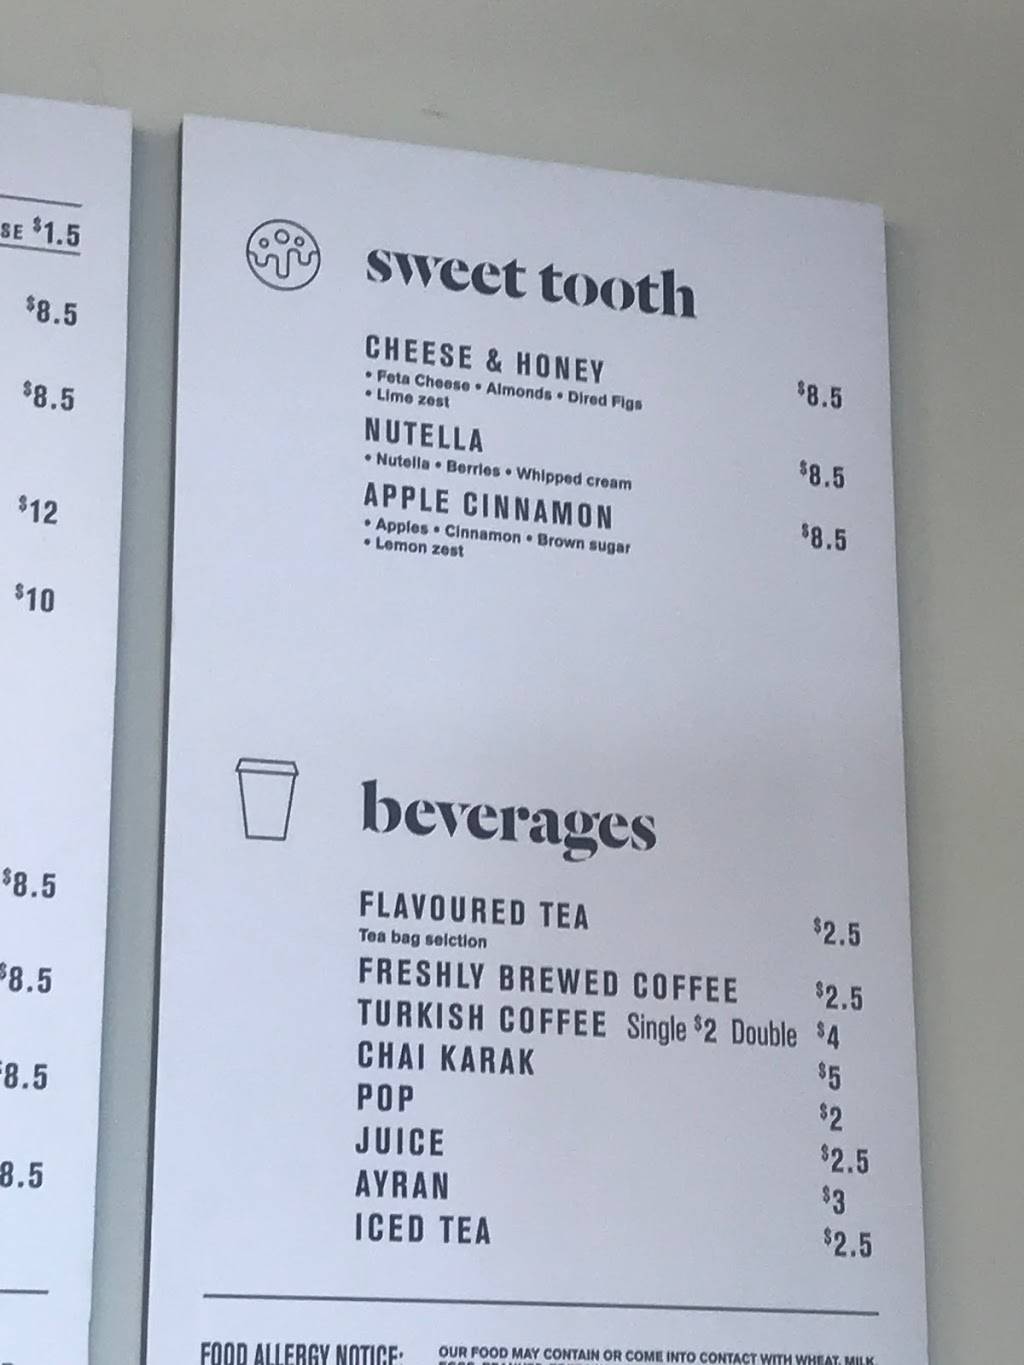 SE $1.5
$8.5
$8.5
$12
$10
$8.5
$8.5
8.5
8.5
sweet tooth
CHEESE & HONEY $8.5
• Feta Cheese • Almonds • Dired Figs
• Lime zest
NUTELLA $8.5
• Nutella • Berries • Whipped cream
APPLE CINNAMON $8.5
• Apples • Cinnamon • Brown sugar
• Lemon zest
beverages
FLAVOURED TEA $2.5
Tea bag selction
FRESHLY BREWED COFFEE $2.5
TURKISH COFFEE Single $2 Double $4
CHAI KARAK $5
POP $2
JUICE $2.5
AYRAN $3
ICED TEA $2.5
FOOD ALLERGY NOTICE: OUR FOOD MAY CONTAIN OR COME INTO CONTACT WITH WHEAT, MILK,